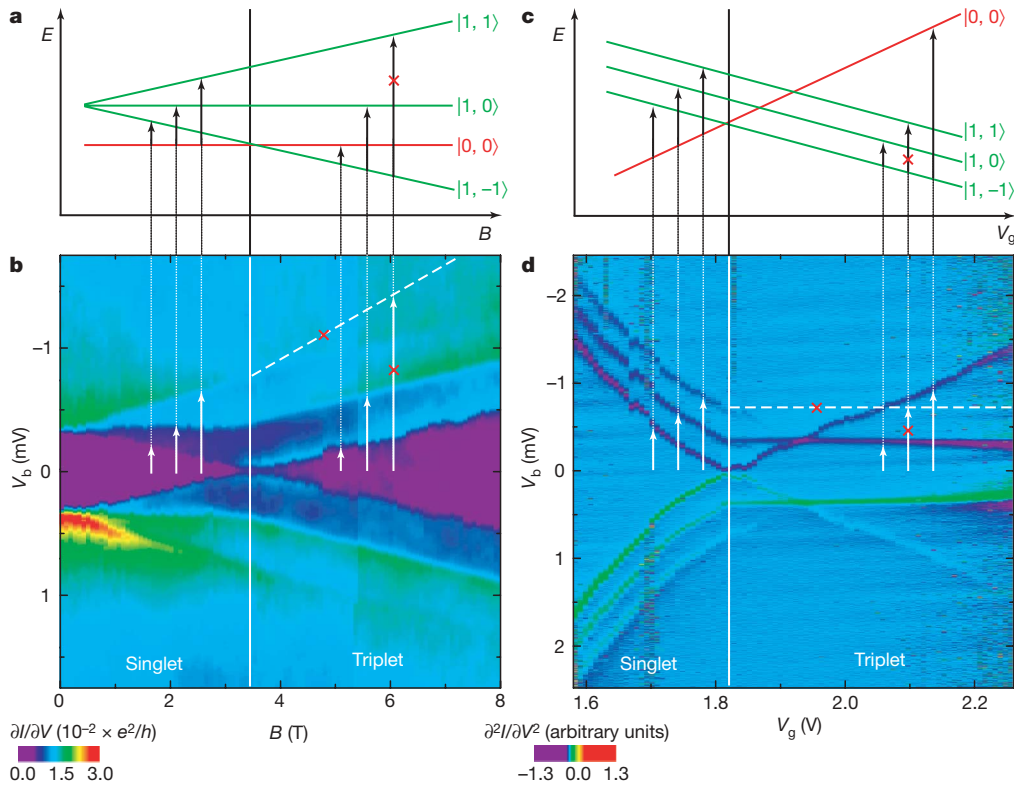 a
E
|1, 1⟩
|1, 0⟩
|0, 0⟩
|1, −1⟩
B
c
E
|0, 0⟩
|1, 1⟩
|1, 0⟩
|1, −1⟩
Vg
b
−1
0
1
Vb (mV)
Singlet
Triplet
0 2 4 6 8
B (T)
∂I/∂V (10−2 × e2/h)
0.0 1.5 3.0
d
−2
−1
0
1
2
Vb (mV)
Singlet
Triplet
1.6 1.8 2.0 2.2
Vg (V)
∂2I/∂V2 (arbitrary units)
−1.3 0.0 1.3